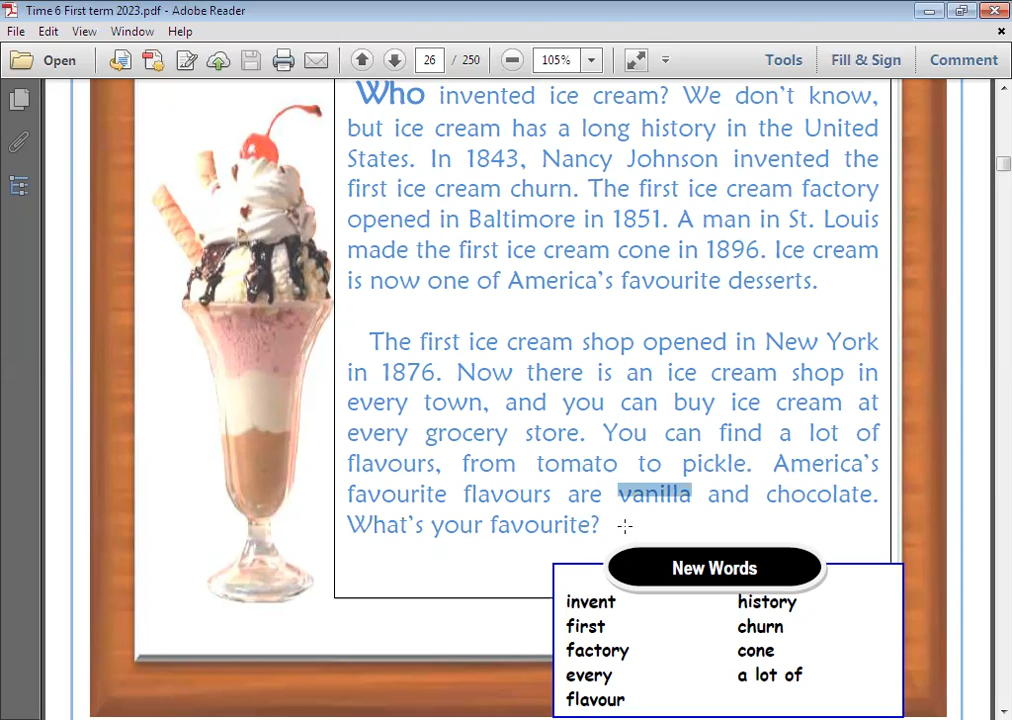 Time 6 First term 2023.pdf - Adobe Reader
File Edit View Window Help
Open 26 / 250 105% Tools Fill & Sign Comment
Who invented ice cream? We don't know,
but ice cream has a long history in the United
States. In 1843, Nancy Johnson invented the
first ice cream churn. The first ice cream factory
opened in Baltimore in 1851. A man in St. Louis
made the first ice cream cone in 1896. Ice cream
is now one of America's favourite desserts.
The first ice cream shop opened in New York
in 1876. Now there is an ice cream shop in
every town, and you can buy ice cream at
every grocery store. You can find a lot of
flavours, from tomato to pickle. America's
favourite flavours are vanilla and chocolate.
What's your favourite?
New Words
invent history
first churn
factory cone
every a lot of
flavour